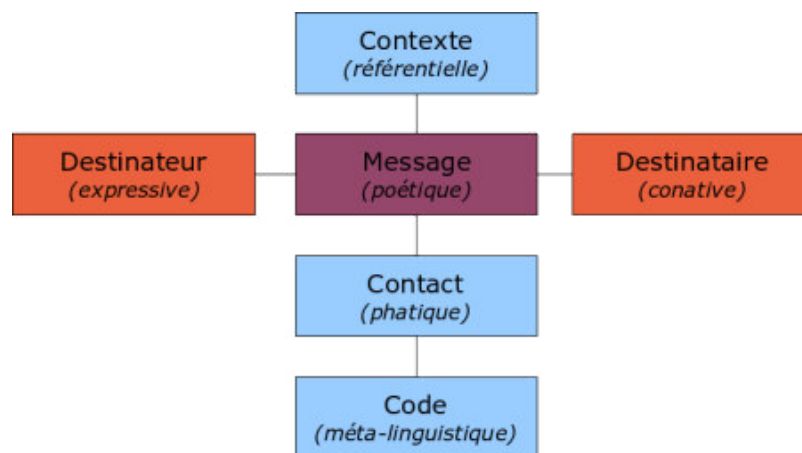 Contexte
(référentielle)
Destinateur
(expressive)
Message
(poétique)
Destinataire
(conative)
Contact
(phatique)
Code
(méta-linguistique)